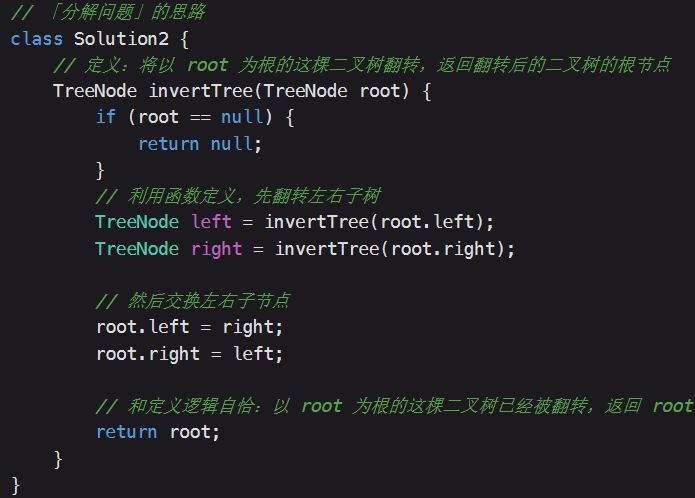 // 「分解问题」的思路
class Solution2 {
    // 定义：将以 root 为根的这棵二叉树翻转，返回翻转后的二叉树的根节点
    TreeNode invertTree(TreeNode root) {
        if (root == null) {
            return null;
        }
        // 利用函数定义，先翻转左右子树
        TreeNode left = invertTree(root.left);
        TreeNode right = invertTree(root.right);

        // 然后交换左右子节点
        root.left = right;
        root.right = left;

        // 和定义逻辑自恰：以 root 为根的这棵二叉树已经被翻转，返回 root
        return root;
    }
}